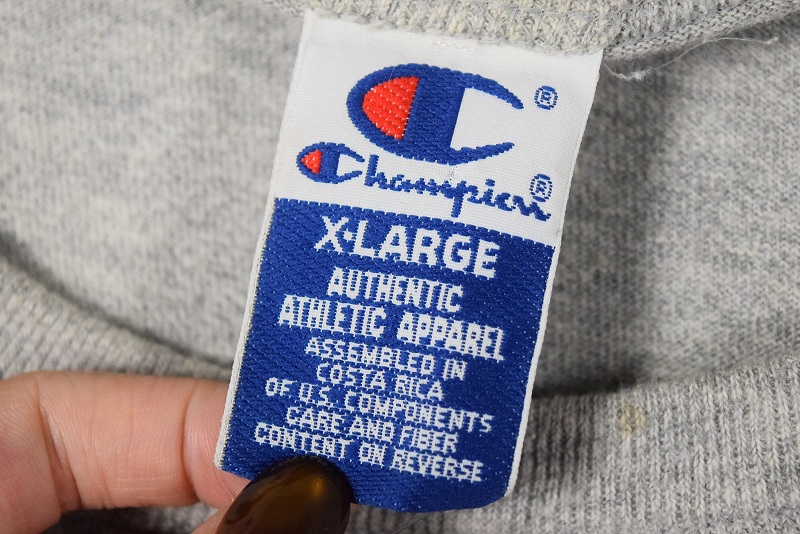 ®
Champion®
X-LARGE
AUTHENTIC
ATHLETIC APPAREL
ASSEMBLED IN
COSTA RICA
OF U.S. COMPONENTS
CARE AND FIBER
CONTENT ON REVERSE